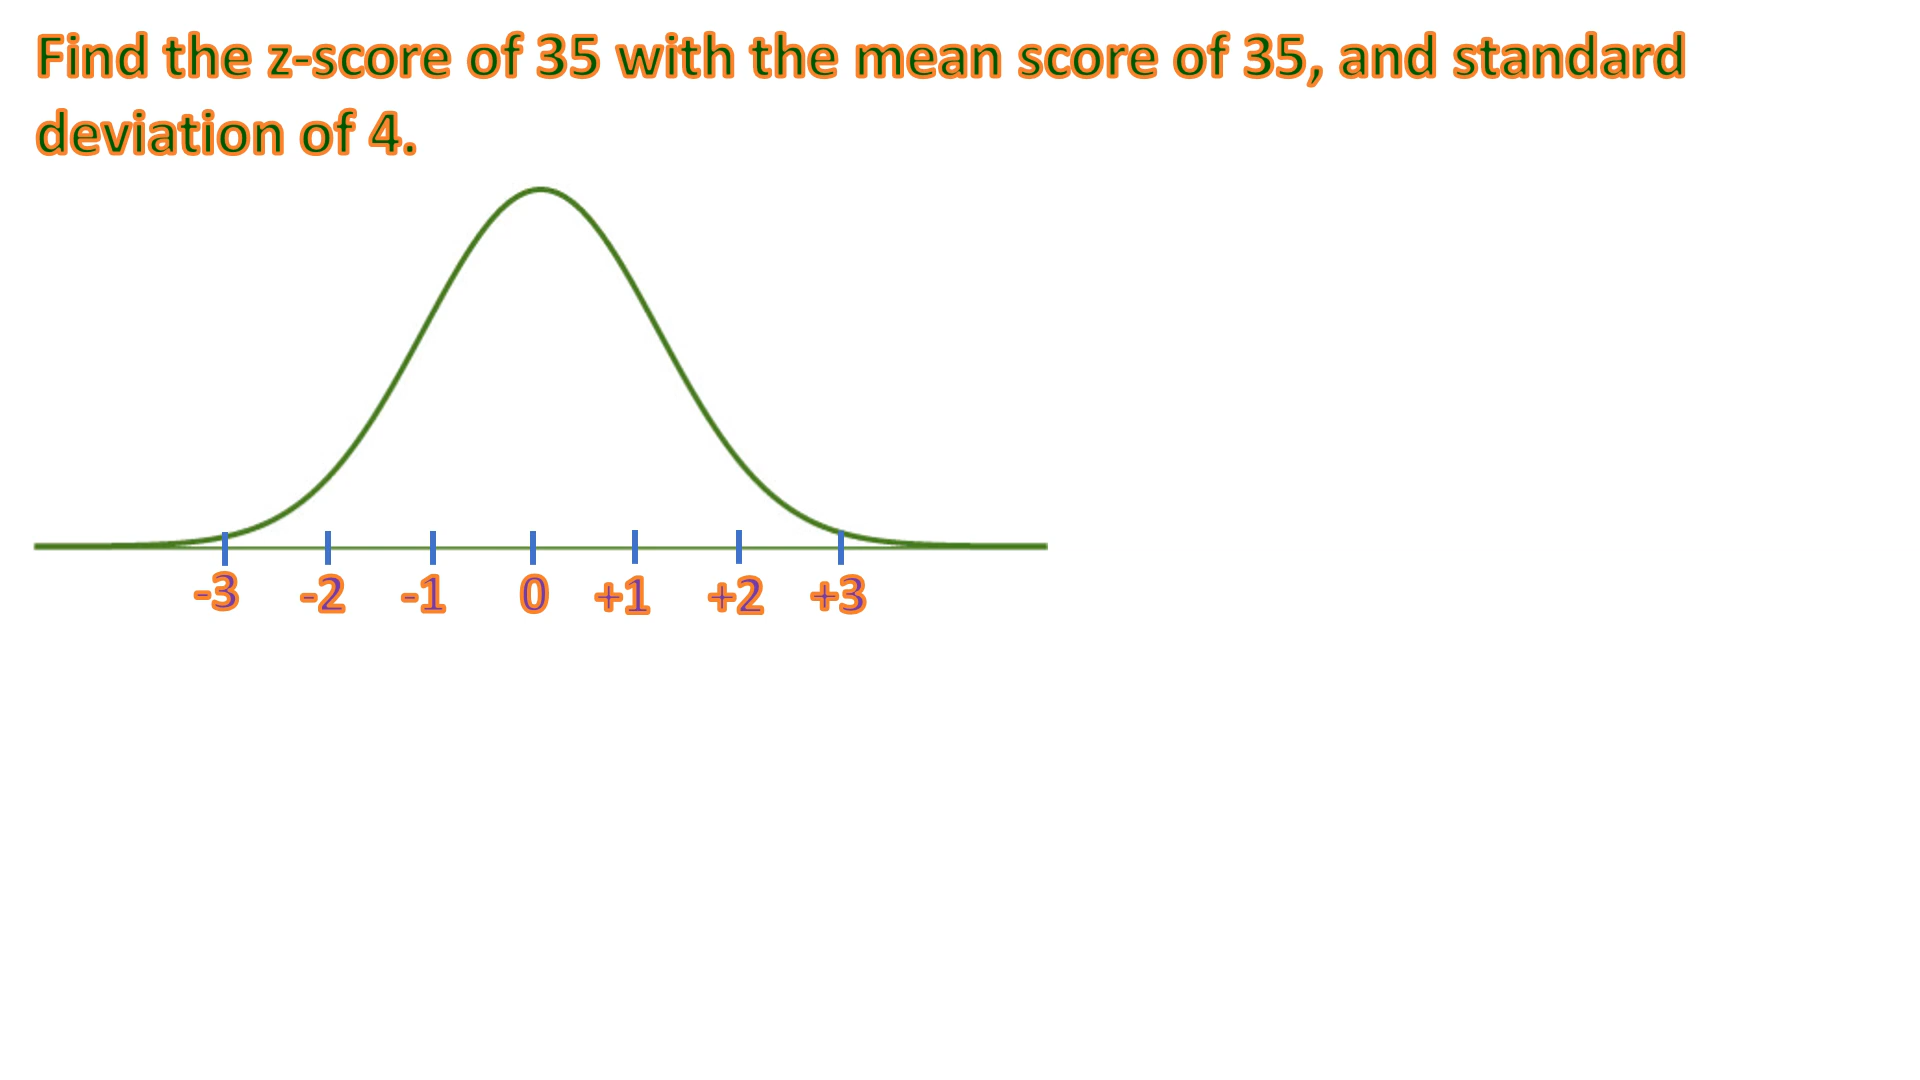 Find the z-score of 35 with the mean score of 35, and standard
deviation of 4.
-3 -2 -1 0 +1 +2 +3